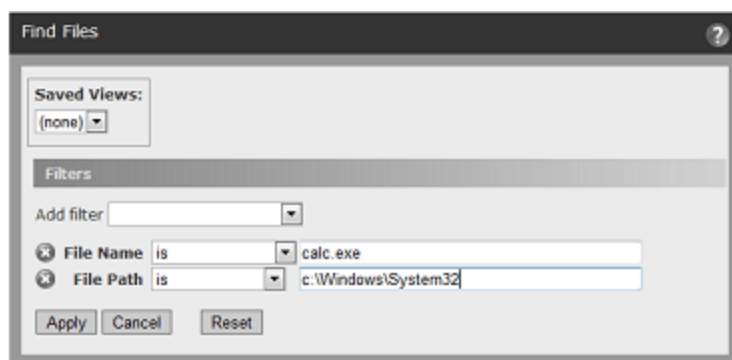 Find Files
?
Saved Views:
(none)
Filters
Add filter
File Name is calc.exe
File Path is c:\Windows\System32
Apply Cancel Reset